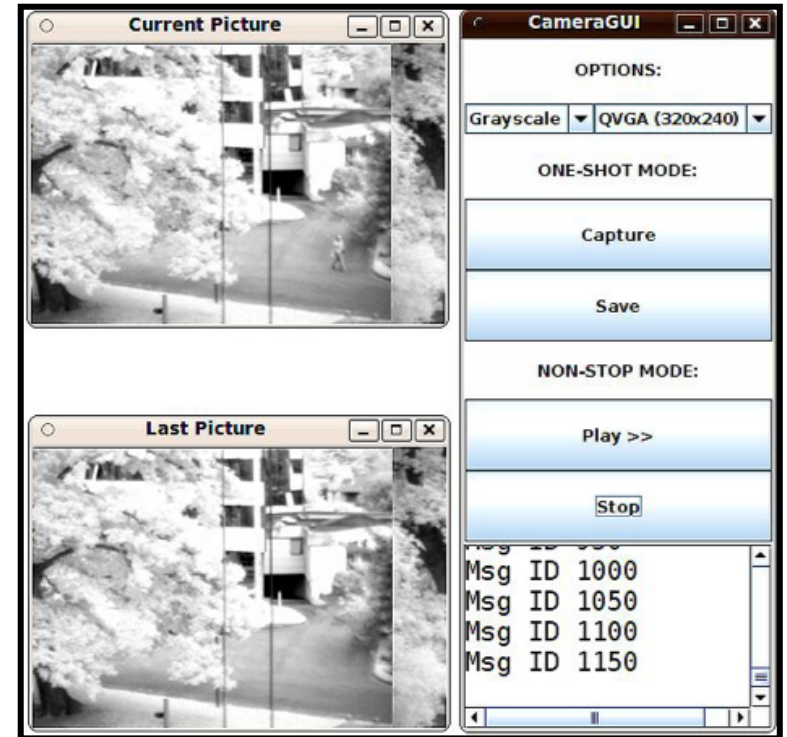 Current Picture
CameraGUI
OPTIONS:
Grayscale QVGA (320x240)
ONE-SHOT MODE:
Capture
Save
NON-STOP MODE:
Last Picture
Play >>
Stop
Msg ID 1000
Msg ID 1050
Msg ID 1100
Msg ID 1150